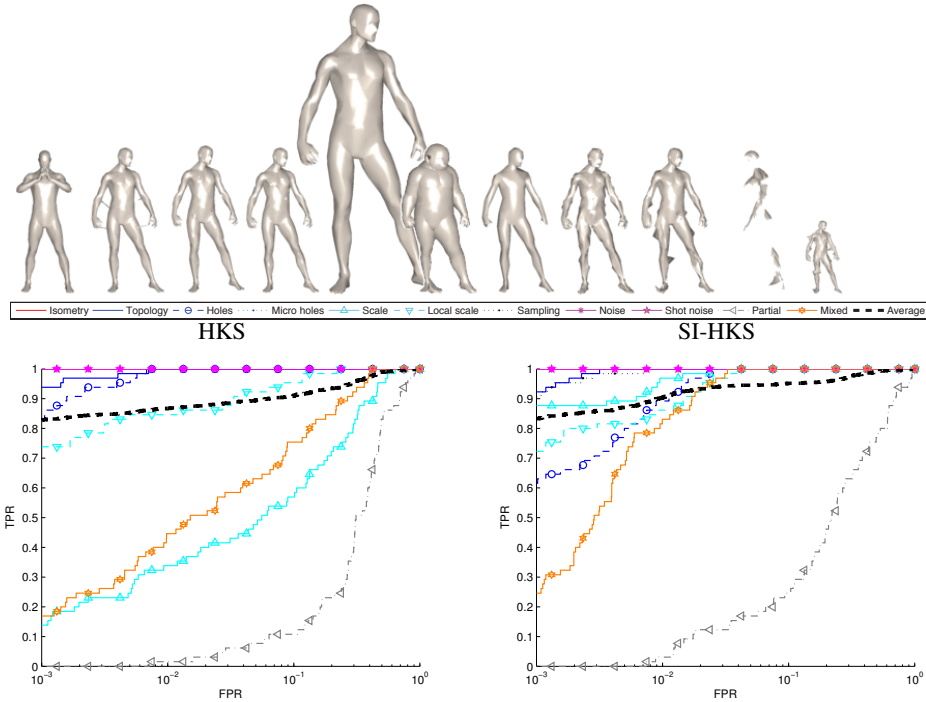 Isometry Topology Holes Micro holes Scale Local scale Sampling Noise Shot noise Partial Mixed Average
HKS SI-HKS
1
0.9
0.8
0.7
0.6
0.5
0.4
0.3
0.2
0.1
0
TPR
10⁻³ 10⁻² 10⁻¹ 10⁰
FPR
1
0.9
0.8
0.7
0.6
0.5
0.4
0.3
0.2
0.1
0
TPR
10⁻³ 10⁻² 10⁻¹ 10⁰
FPR